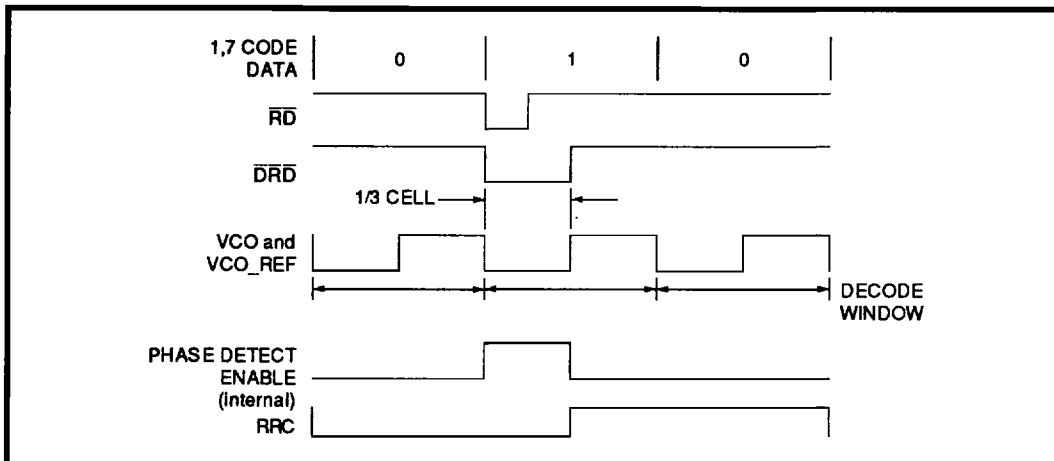 1,7 CODE
DATA
0 1 0
RD
DRD
1/3 CELL
VCO and
VCO_REF
DECODE
WINDOW
PHASE DETECT
ENABLE
(internal)
RRC